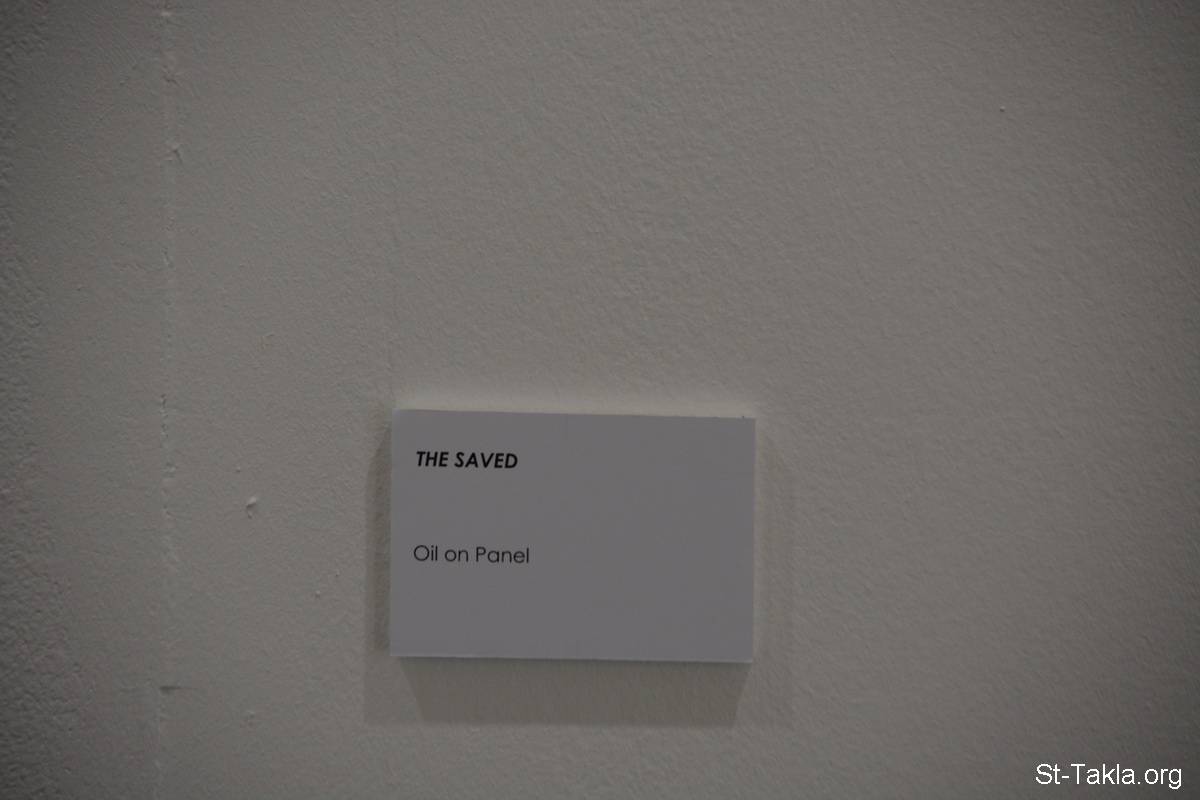 THE SAVED
Oil on Panel
St-Takla.org